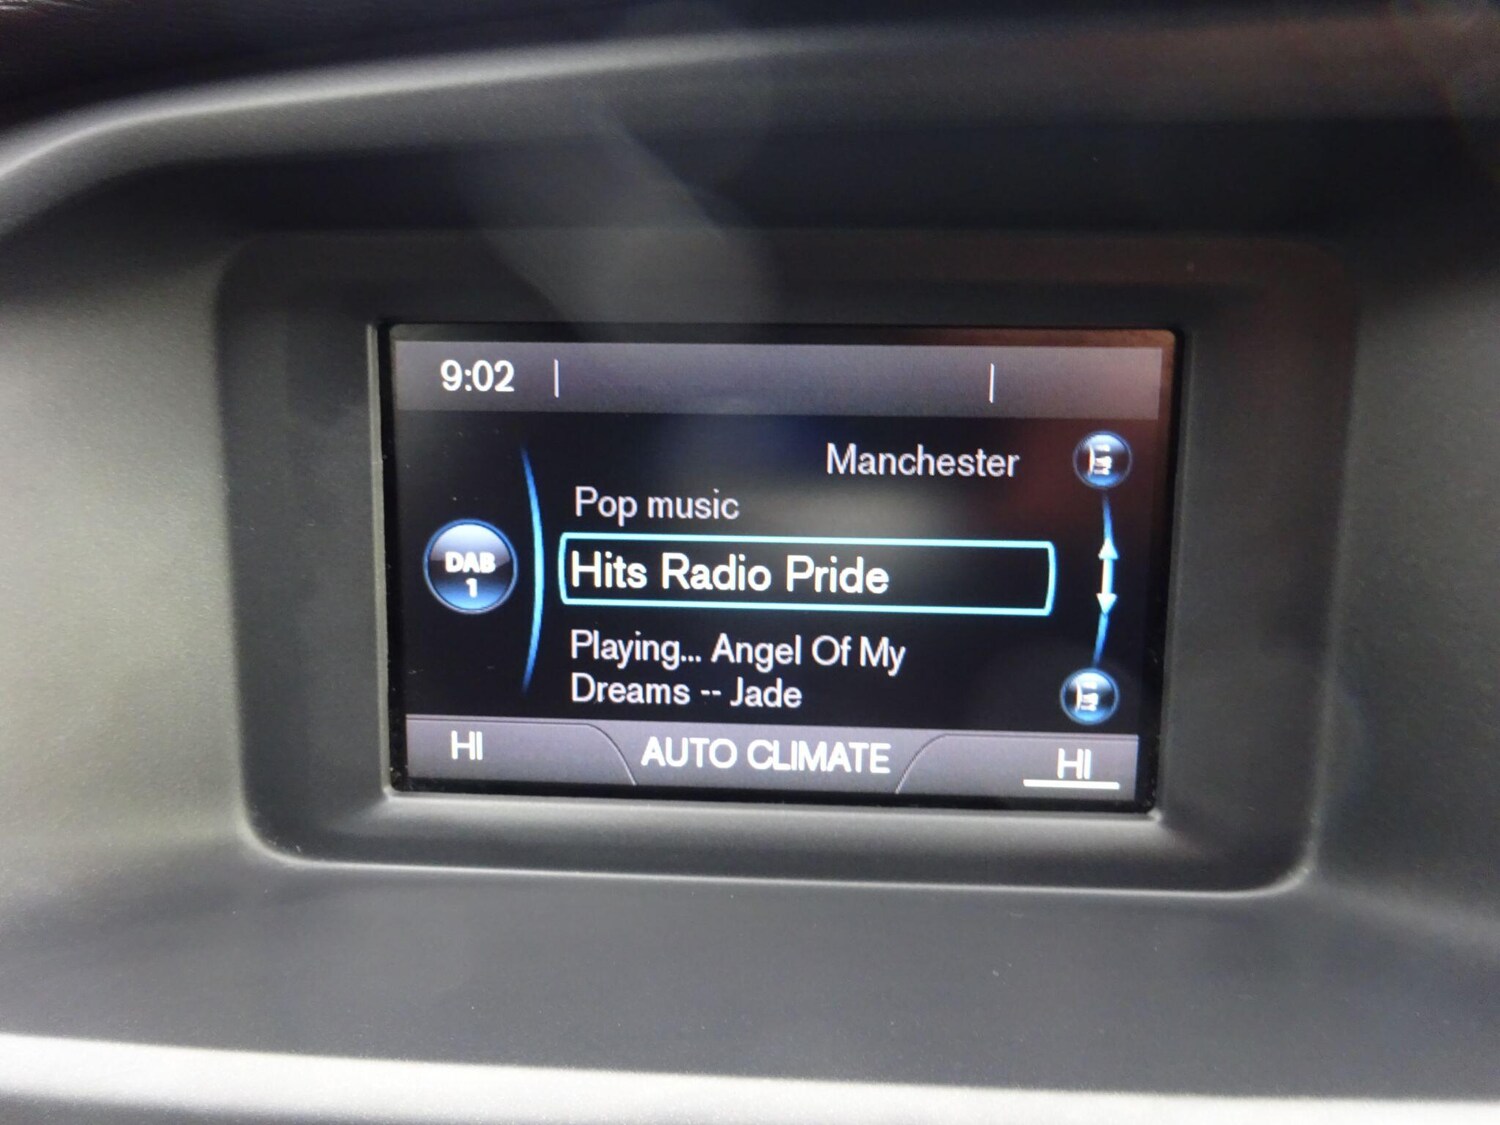 9:02
Manchester
Pop music
DAB
1
Hits Radio Pride
Playing... Angel Of My
Dreams -- Jade
HI
AUTO CLIMATE
HI